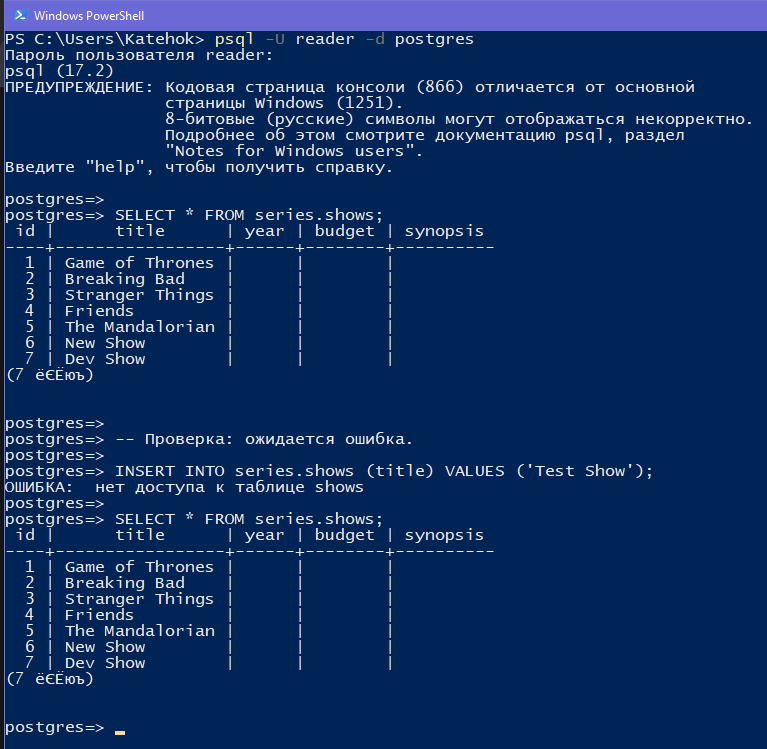 Windows PowerShell
PS C:\Users\Katehok> psql -U reader -d postgres
Пароль пользователя reader:
psql (17.2)
ПРЕДУПРЕЖДЕНИЕ: Кодовая страница консоли (866) отличается от основной
                страницы Windows (1251).
                8-битовые (русские) символы могут отображаться некорректно.
                Подробнее об этом смотрите документацию psql, раздел
                "Notes for Windows users".
Введите "help", чтобы получить справку.
postgres=>
postgres=> SELECT * FROM series.shows;
 id |      title      | year | budget | synopsis
----+-----------------+------+--------+----------
  1 | Game of Thrones |      |        |
  2 | Breaking Bad    |      |        |
  3 | Stranger Things |      |        |
  4 | Friends         |      |        |
  5 | The Mandalorian |      |        |
  6 | New Show        |      |        |
  7 | Dev Show        |      |        |
(7 ёЄЁюъ)
postgres=>
postgres=> -- Проверка: ожидается ошибка.
postgres=>
postgres=> INSERT INTO series.shows (title) VALUES ('Test Show');
ОШИБКА:  нет доступа к таблице shows
postgres=>
postgres=> SELECT * FROM series.shows;
 id |      title      | year | budget | synopsis
----+-----------------+------+--------+----------
  1 | Game of Thrones |      |        |
  2 | Breaking Bad    |      |        |
  3 | Stranger Things |      |        |
  4 | Friends         |      |        |
  5 | The Mandalorian |      |        |
  6 | New Show        |      |        |
  7 | Dev Show        |      |        |
(7 ёЄЁюъ)
postgres=>